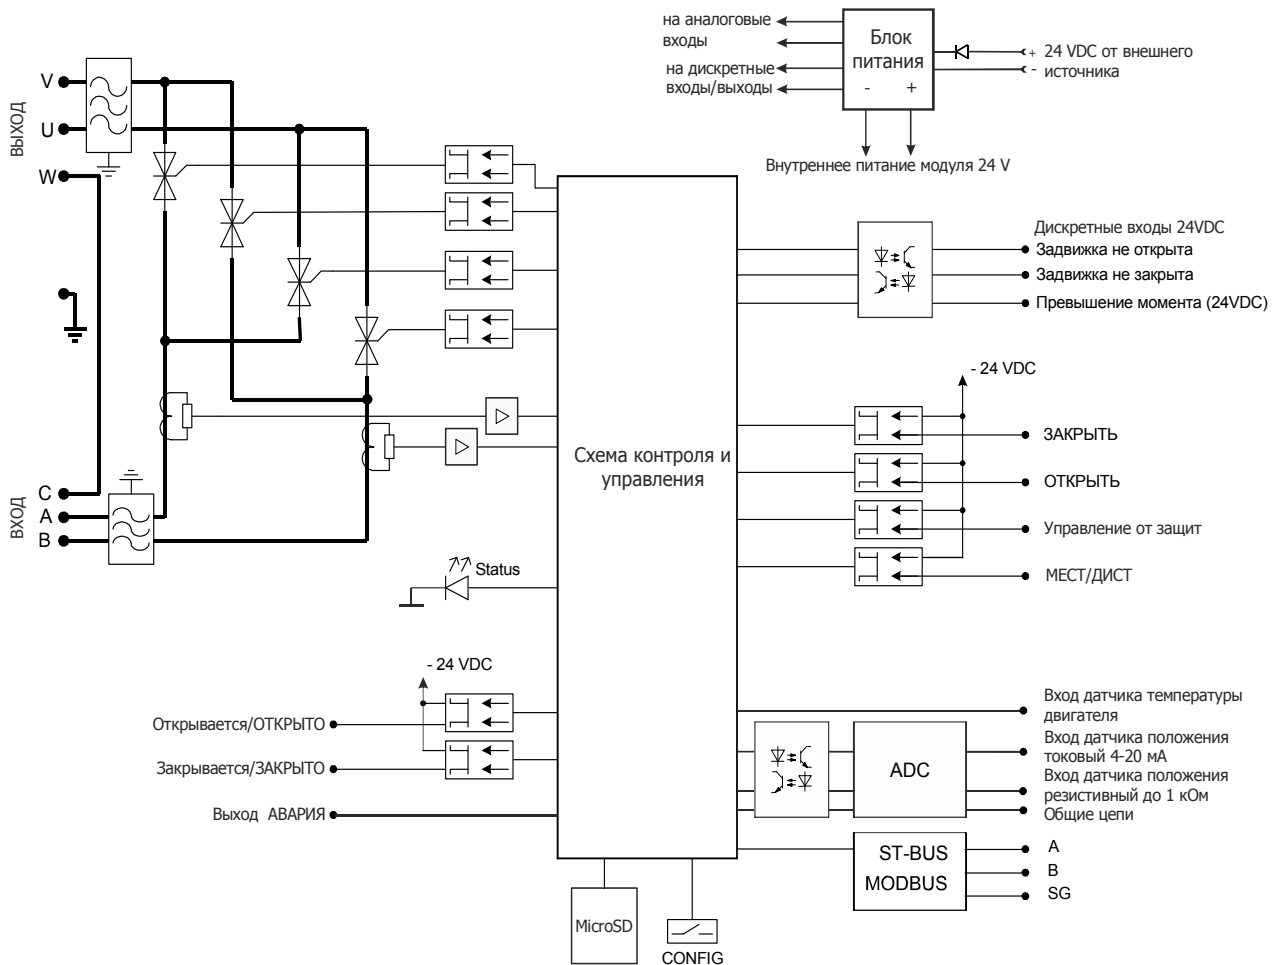 на аналоговые
входы
на дискретные
входы/выходы
Блок
питания
- +
+ 24 VDC от внешнего
- источника
Внутреннее питание модуля 24 V
ВЫХОД
V
U
W
Дискретные входы 24VDC
Задвижка не открыта
Задвижка не закрыта
Превышение момента (24VDC)
- 24 VDC
ЗАКРЫТЬ
ОТКРЫТЬ
Управление от защит
МЕСТ/ДИСТ
Схема контроля и
управления
ВХОД
C
A
B
Status
- 24 VDC
Открывается/ОТКРЫТО
Закрывается/ЗАКРЫТО
Выход АВАРИЯ
Вход датчика температуры
двигателя
Вход датчика положения
токовый 4-20 мА
Вход датчика положения
резистивный до 1 кОм
Общие цепи
ADC
ST-BUS
MODBUS
A
B
SG
MicroSD
CONFIG